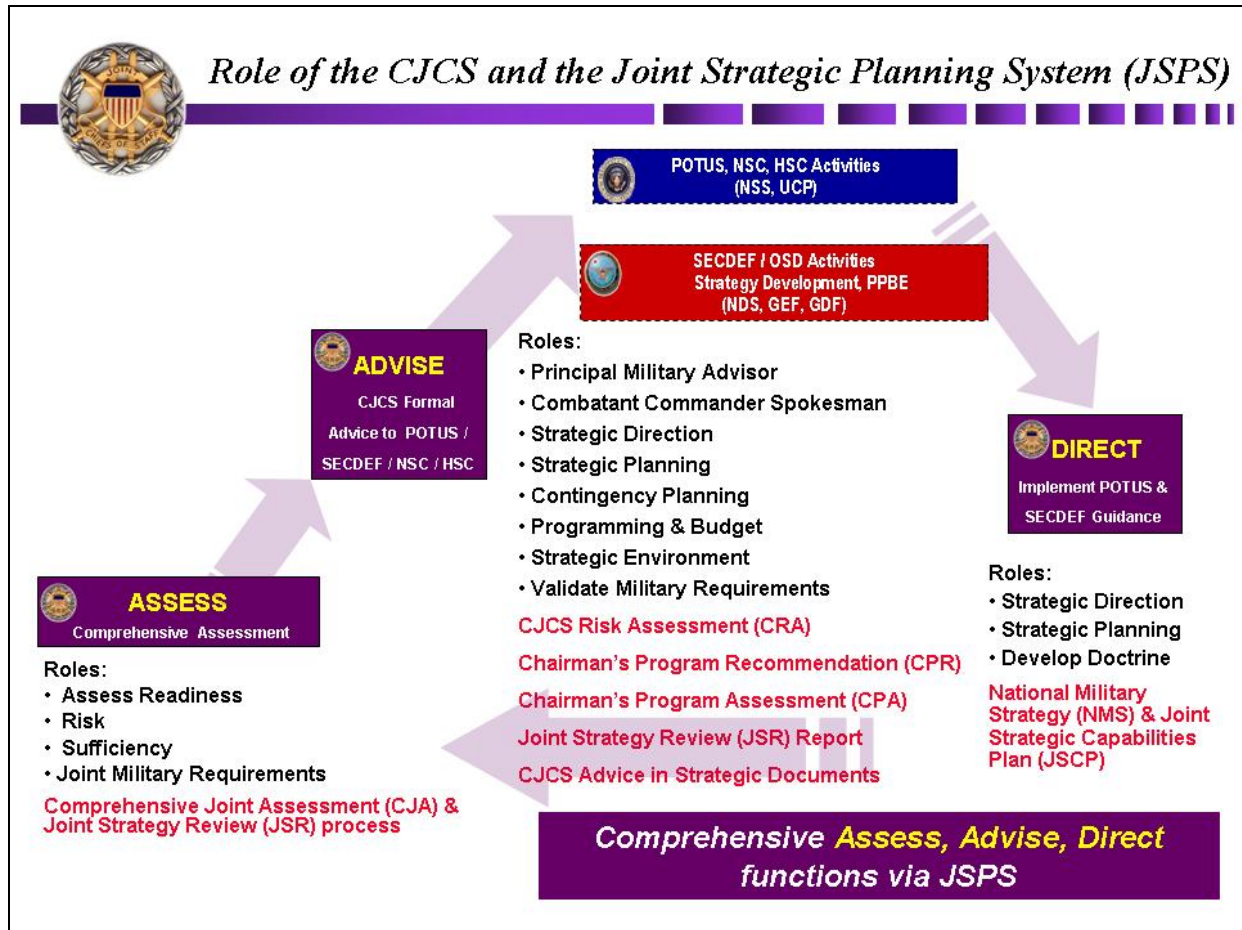 Role of the CJCS and the Joint Strategic Planning System (JSPS)
JOINT
CHIEFS OF STAFF
POTUS, NSC, HSC Activities
(NSS, UCP)
SECDEF / OSD Activities
Strategy Development, PPBE
(NDS, GEF, GDF)
ADVISE
CJCS Formal
Advice to POTUS /
SECDEF / NSC / HSC
Roles:
• Principal Military Advisor
• Combatant Commander Spokesman
• Strategic Direction
• Strategic Planning
• Contingency Planning
• Programming & Budget
• Strategic Environment
• Validate Military Requirements
CJCS Risk Assessment (CRA)
Chairman's Program Recommendation (CPR)
Chairman's Program Assessment (CPA)
Joint Strategy Review (JSR) Report
CJCS Advice in Strategic Documents
DIRECT
Implement POTUS &
SECDEF Guidance
Roles:
• Strategic Direction
• Strategic Planning
• Develop Doctrine
National Military
Strategy (NMS) & Joint
Strategic Capabilities
Plan (JSCP)
ASSESS
Comprehensive Assessment
Roles:
• Assess Readiness
• Risk
• Sufficiency
• Joint Military Requirements
Comprehensive Joint Assessment (CJA) &
Joint Strategy Review (JSR) process
Comprehensive Assess, Advise, Direct
functions via JSPS